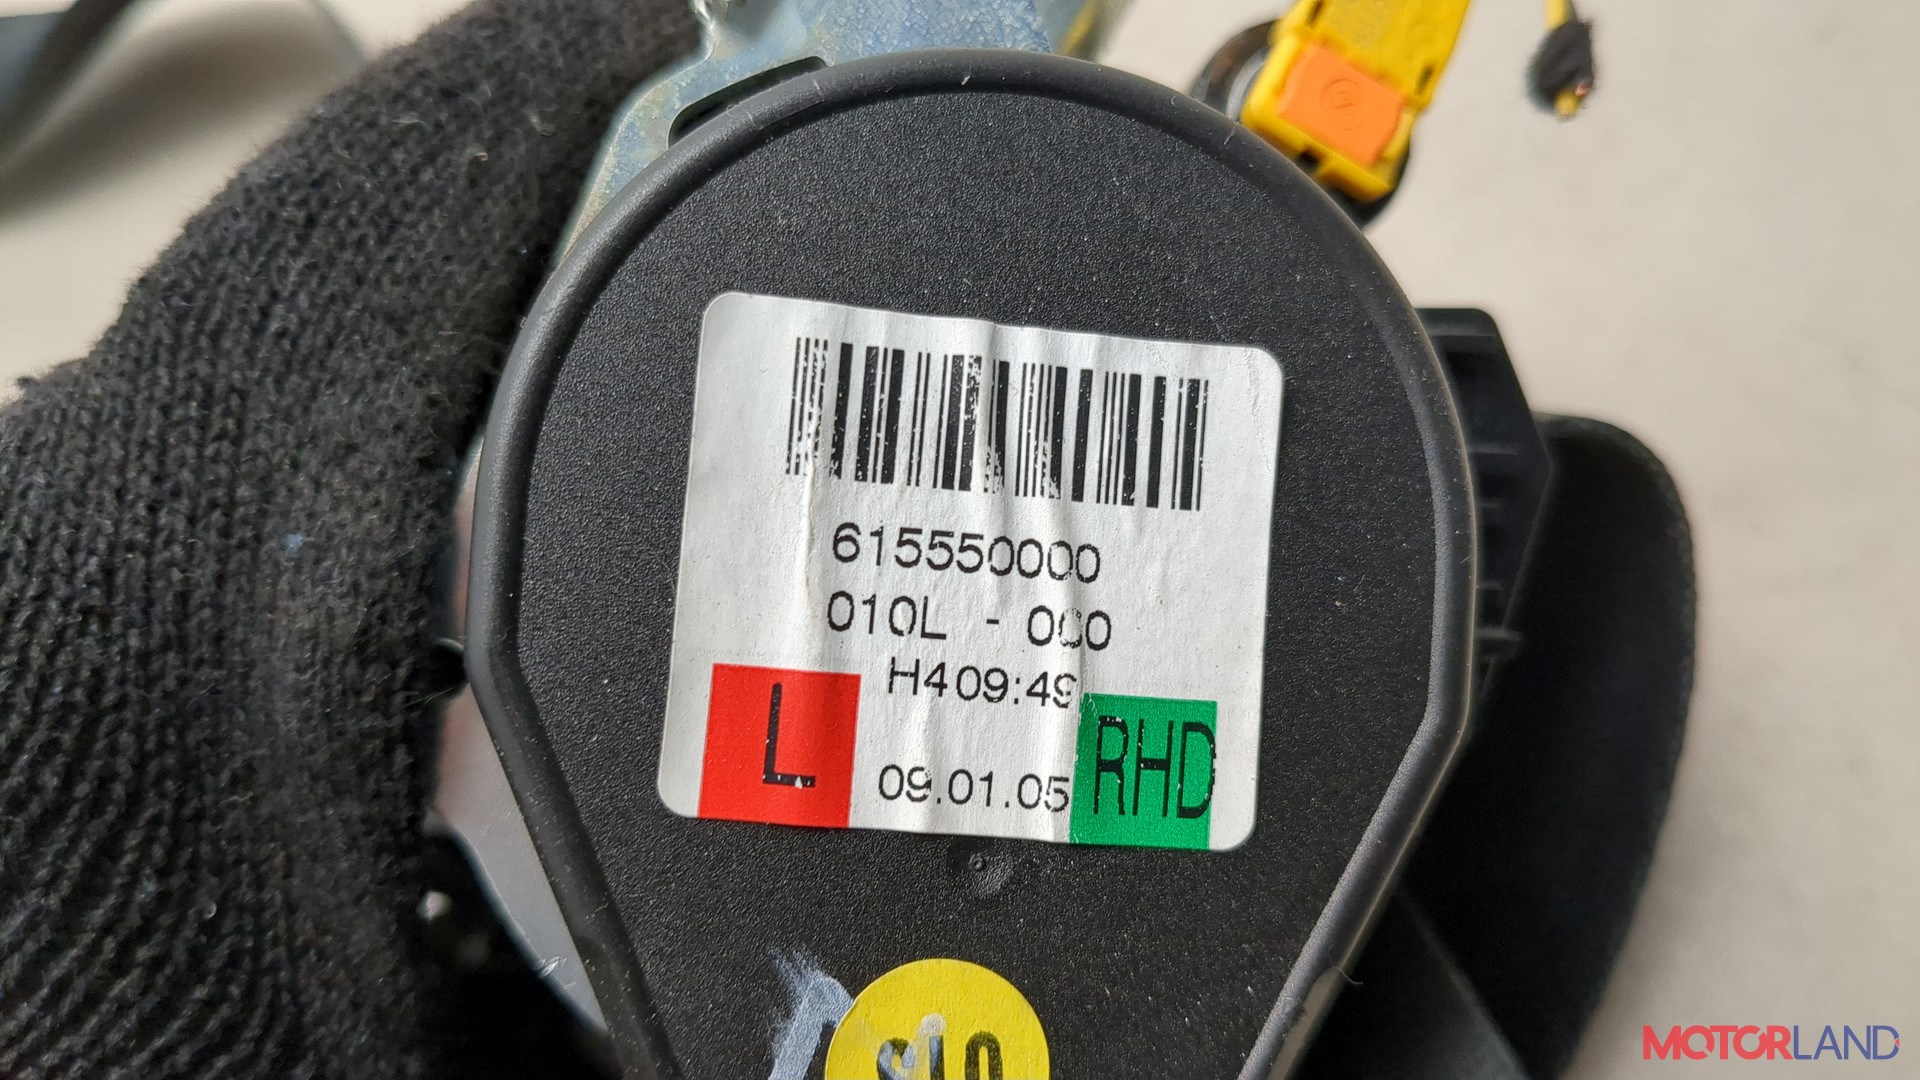 615550000
010L - 000
H409:49
L
09.01.05
RHD
MOTORLAND